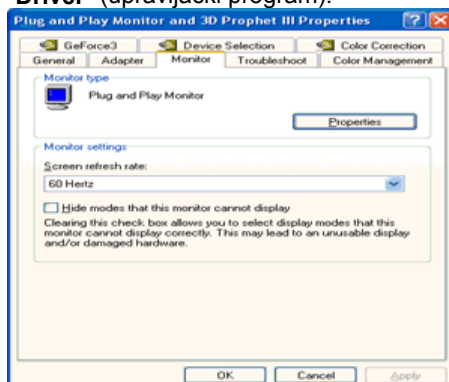 Driver" (upravljački program).
Plug and Play Monitor and 3D Prophet III Properties
GeForce3 Device Selection Color Correction
General Adapter Monitor Troubleshoot Color Management
Monitor type
Plug and Play Monitor
Properties
Monitor settings
Screen refresh rate:
60 Hertz
Hide modes that this monitor cannot display
Clearing this check box allows you to select display modes that this
monitor cannot display correctly. This may lead to an unusable display
and/or damaged hardware.
OK Cancel Apply